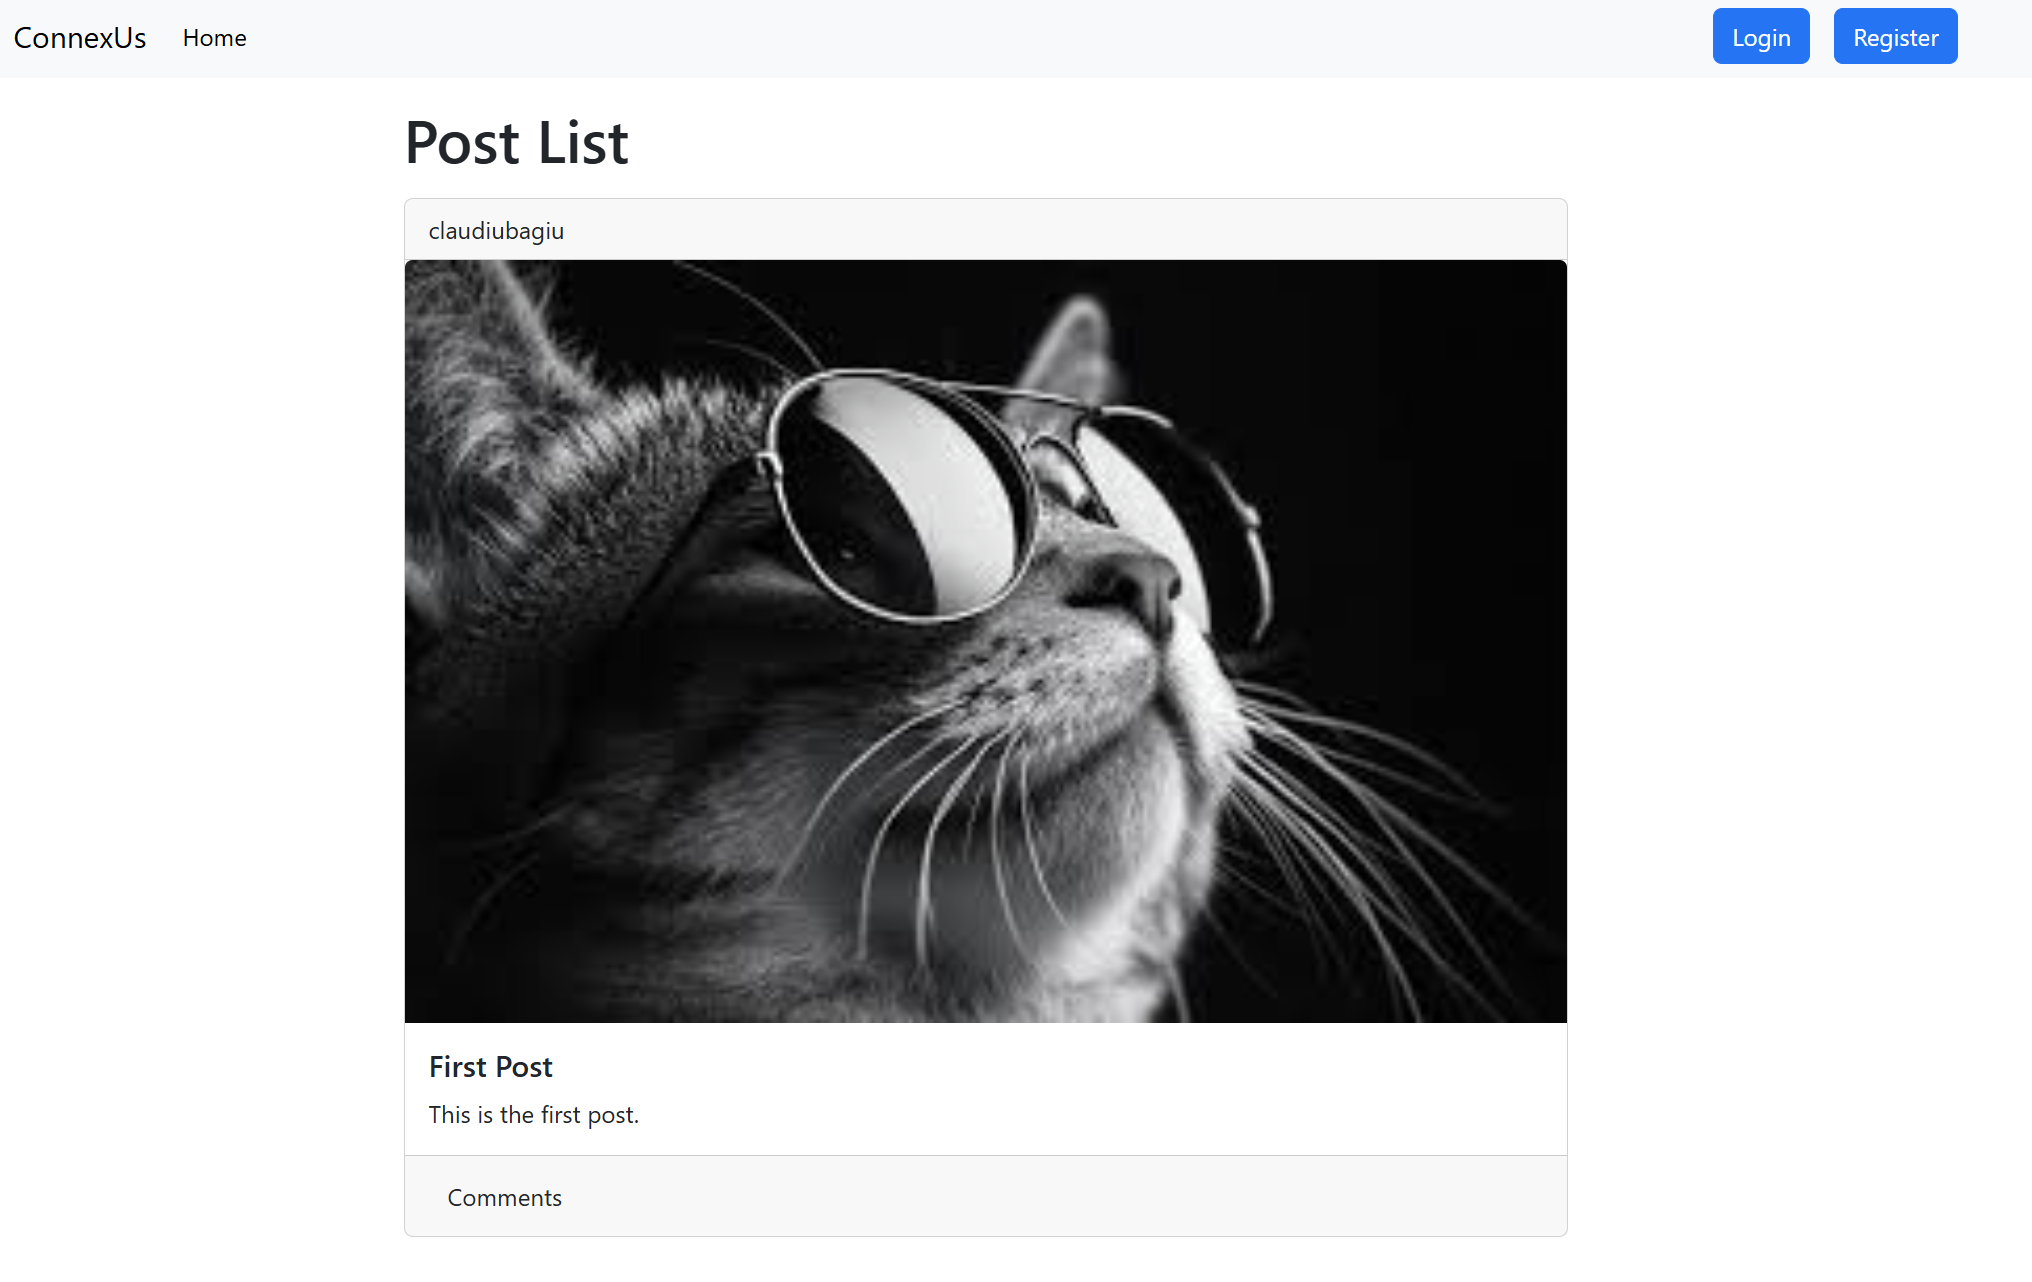 ConnexUs Home Login Register
Post List
claudiubagiu
First Post
This is the first post.
Comments